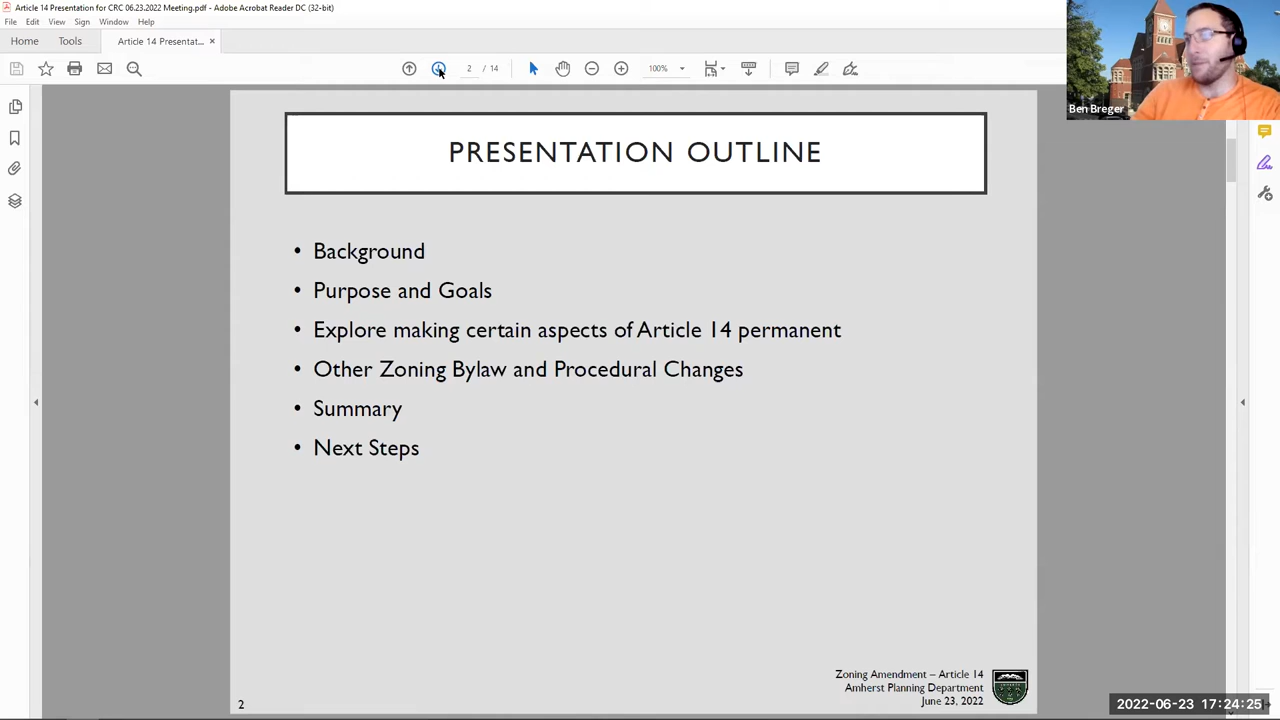 Article 14 Presentation for CRC 06.23.2022 Meeting.pdf - Adobe Acrobat Reader DC (32-bit)
File Edit View Sign Window Help
Home Tools Article 14 Presentat... ×
2 / 14 100%
Ben Breger
PRESENTATION OUTLINE
• Background
• Purpose and Goals
• Explore making certain aspects of Article 14 permanent
• Other Zoning Bylaw and Procedural Changes
• Summary
• Next Steps
Zoning Amendment – Article 14
Amherst Planning Department
June 23, 2022
2
2022-06-23 17:24:25